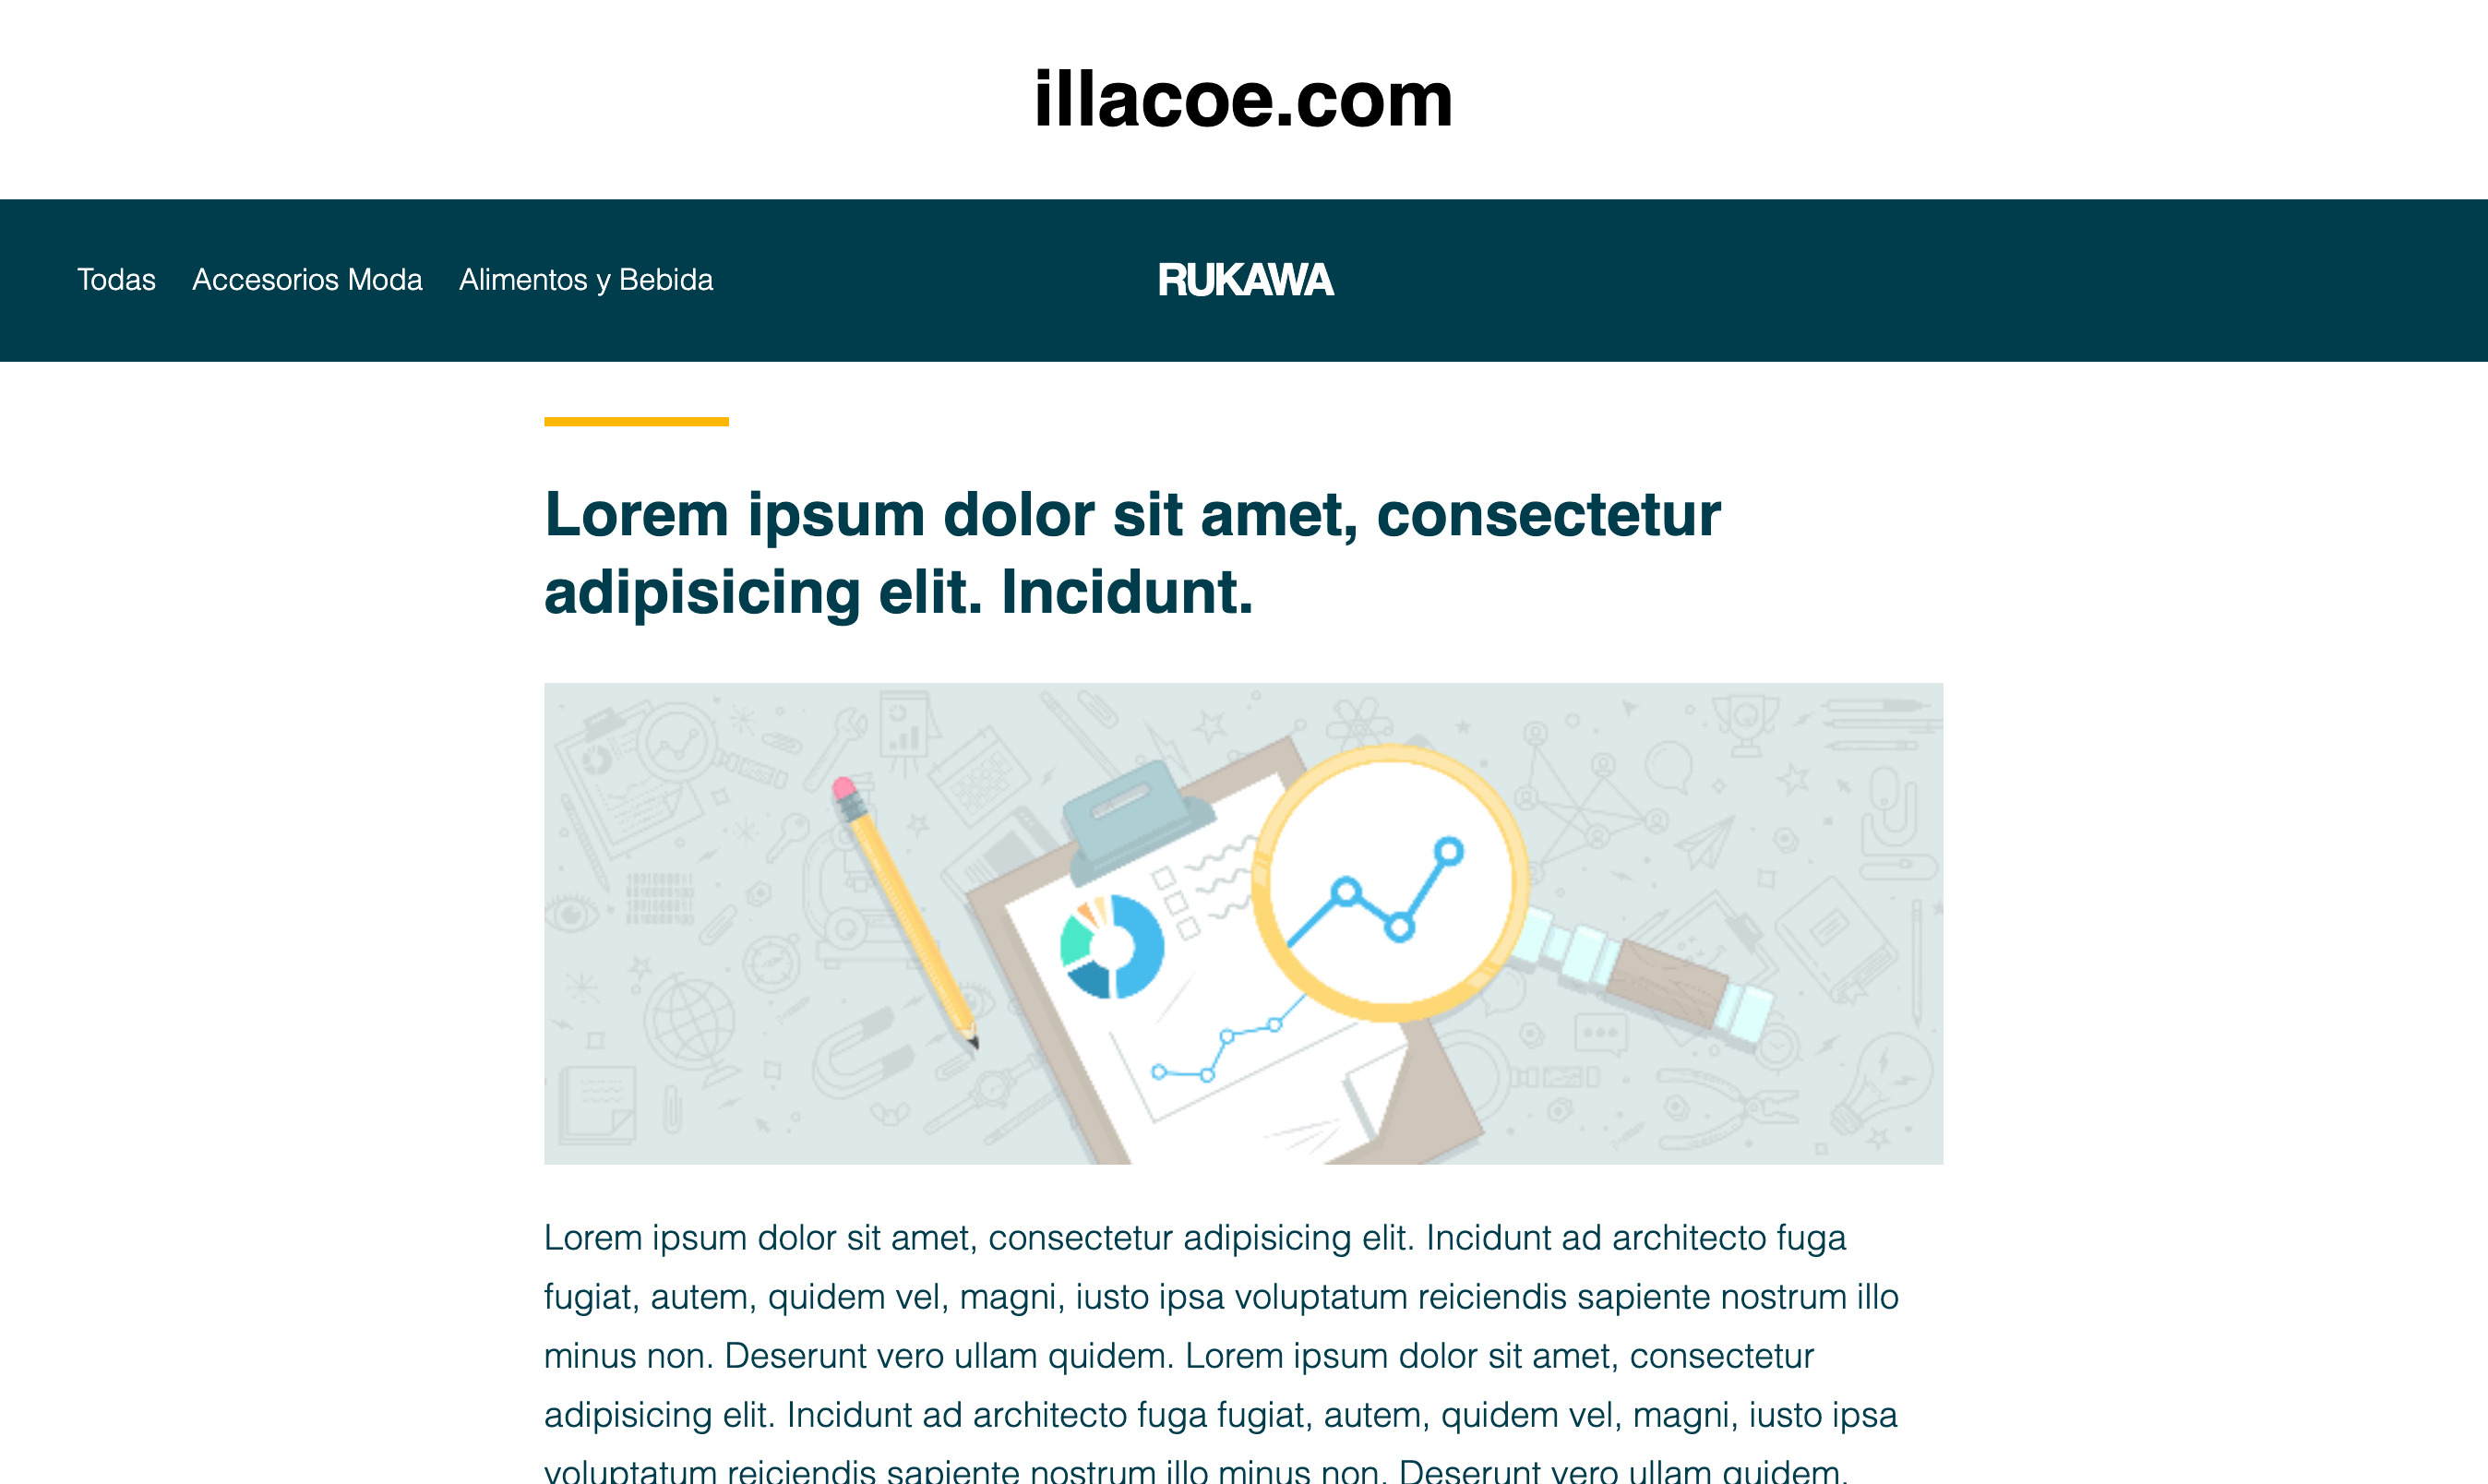 illacoe.com
Todas Accesorios Moda Alimentos y Bebida RUKAWA
Lorem ipsum dolor sit amet, consectetur
adipisicing elit. Incidunt.
Lorem ipsum dolor sit amet, consectetur adipisicing elit. Incidunt ad architecto fuga
fugiat, autem, quidem vel, magni, iusto ipsa voluptatum reiciendis sapiente nostrum illo
minus non. Deserunt vero ullam quidem. Lorem ipsum dolor sit amet, consectetur
adipisicing elit. Incidunt ad architecto fuga fugiat, autem, quidem vel, magni, iusto ipsa
voluptatum reiciendis sapiente nostrum illo minus non. Deserunt vero ullam quidem.